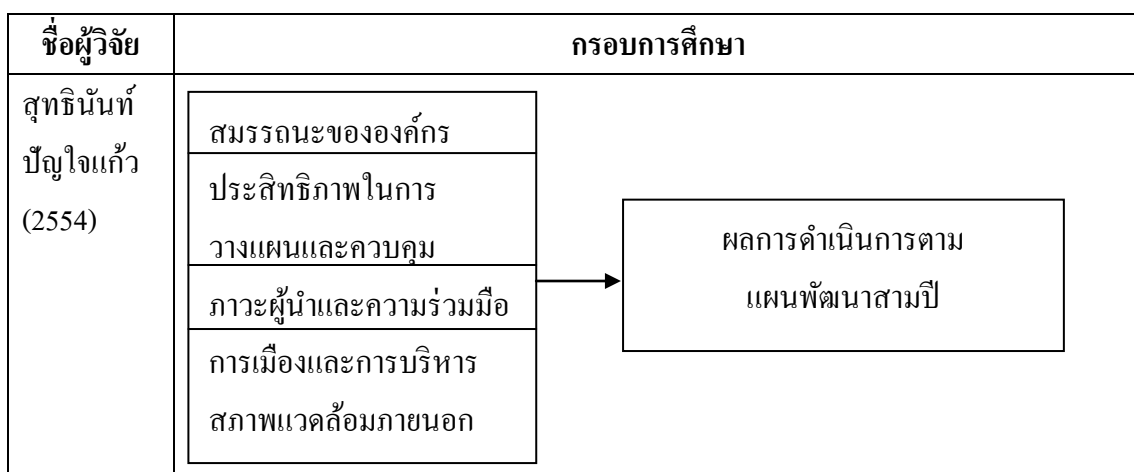 ชื่อผู้วิจัย
กรอบการศึกษา
สุทธินันท์
ปัญใจแก้ว
(2554)
สมรรถนะขององค์กร
ประสิทธิภาพในการ
วางแผนและควบคุม
ภาวะผู้นำและความร่วมมือ
การเมืองและการบริหาร
สภาพแวดล้อมภายนอก
ผลการดำเนินการตาม
แผนพัฒนาสามปี